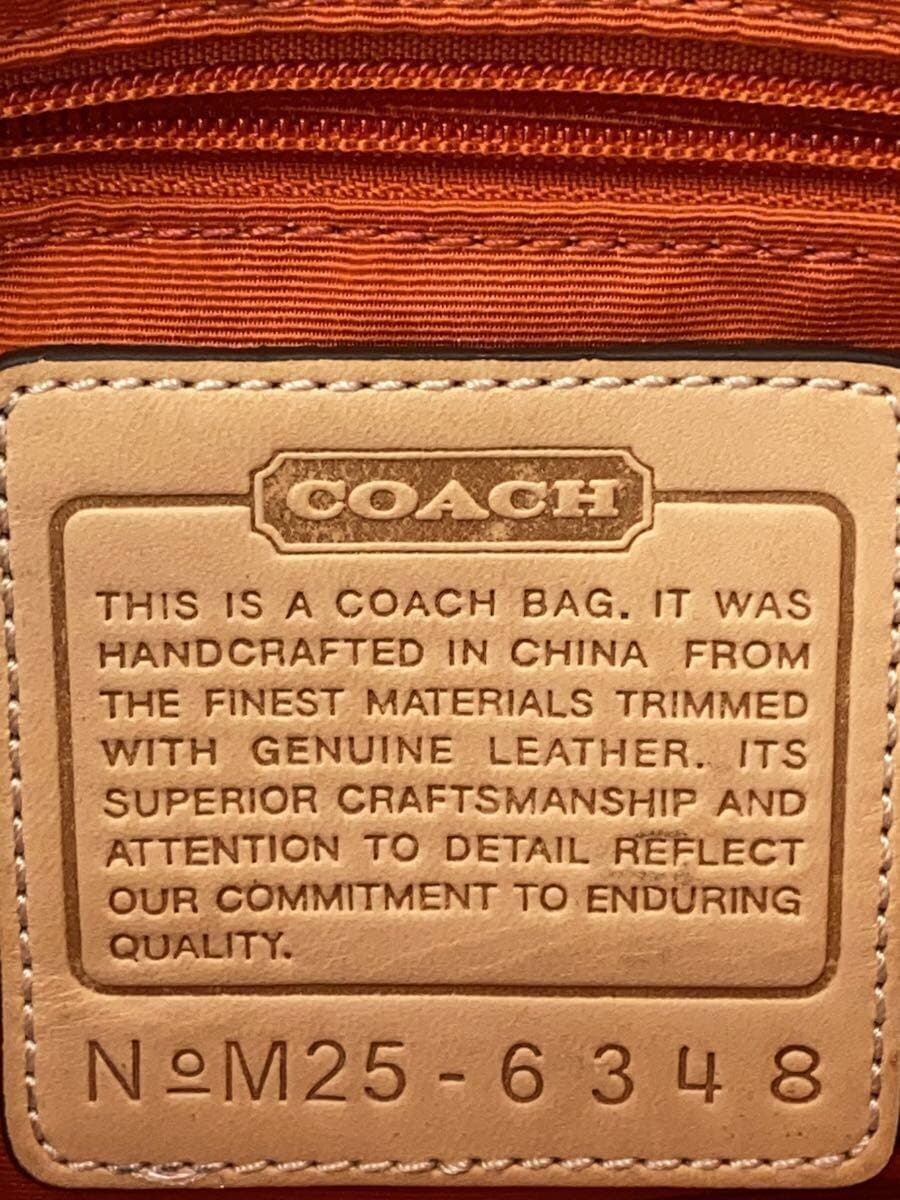 COACH
THIS IS A COACH BAG. IT WAS
HANDCRAFTED IN CHINA FROM
THE FINEST MATERIALS TRIMMED
WITH GENUINE LEATHER. ITS
SUPERIOR CRAFTSMANSHIP AND
ATTENTION TO DETAIL REFLECT
OUR COMMITMENT TO ENDURING
QUALITY.
NºM25-6348